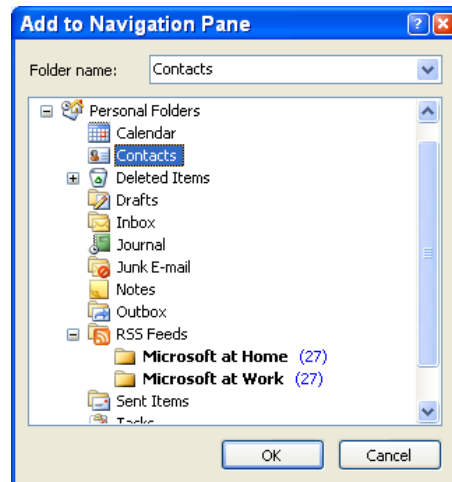 Add to Navigation Pane
Folder name: Contacts
Personal Folders
Calendar
Contacts
Deleted Items
Drafts
Inbox
Journal
Junk E-mail
Notes
Outbox
RSS Feeds
Microsoft at Home (27)
Microsoft at Work (27)
Sent Items
Tasks
OK Cancel